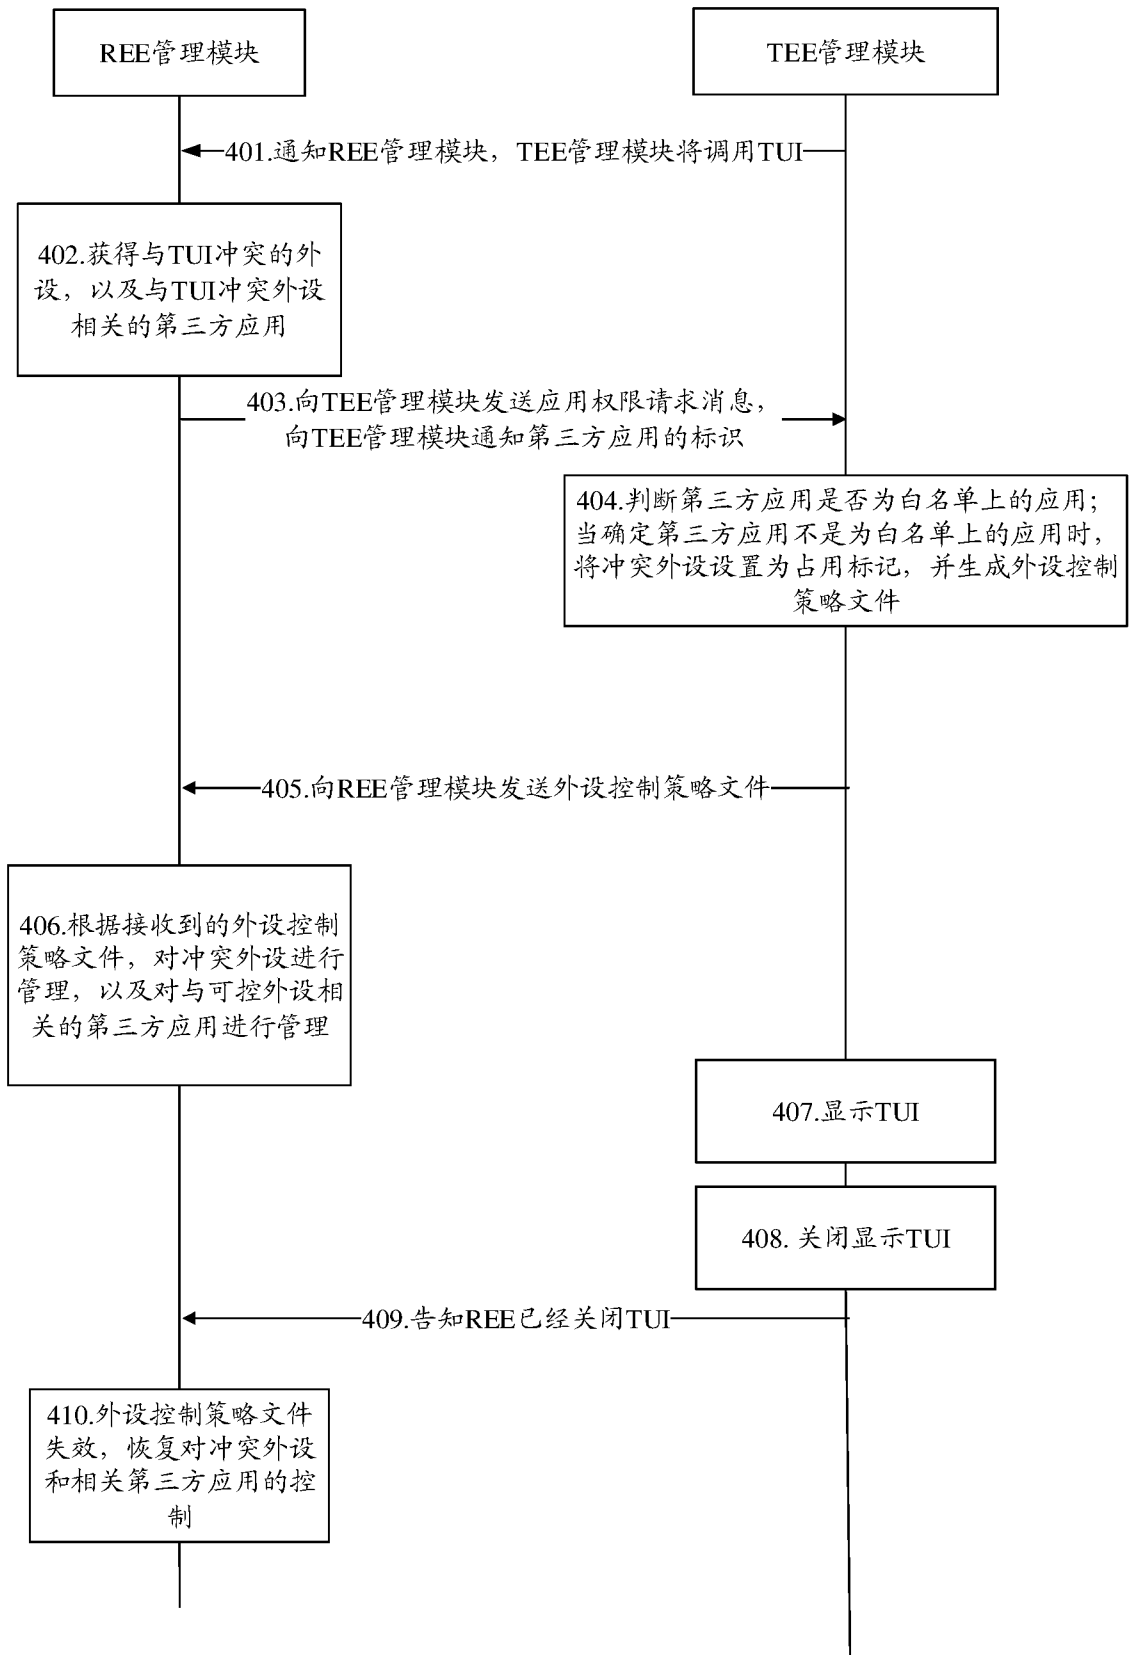 REE管理模块
TEE管理模块
401.通知REE管理模块，TEE管理模块将调用TUI
402.获得与TUI冲突的外
设，以及与TUI冲突外设
相关的第三方应用
403.向TEE管理模块发送应用权限请求消息，
向TEE管理模块通知第三方应用的标识
404.判断第三方应用是否为白名单上的应用；
当确定第三方应用不是为白名单上的应用时，
将冲突外设设置为占用标记，并生成外设控制
策略文件
405.向REE管理模块发送外设控制策略文件
406.根据接收到的外设控制
策略文件，对冲突外设进行
管理，以及对与可控外设相
关的第三方应用进行管理
407.显示TUI
408. 关闭显示TUI
409.告知REE已经关闭TUI
410.外设控制策略文件
失效，恢复对冲突外设
和相关第三方应用的控
制